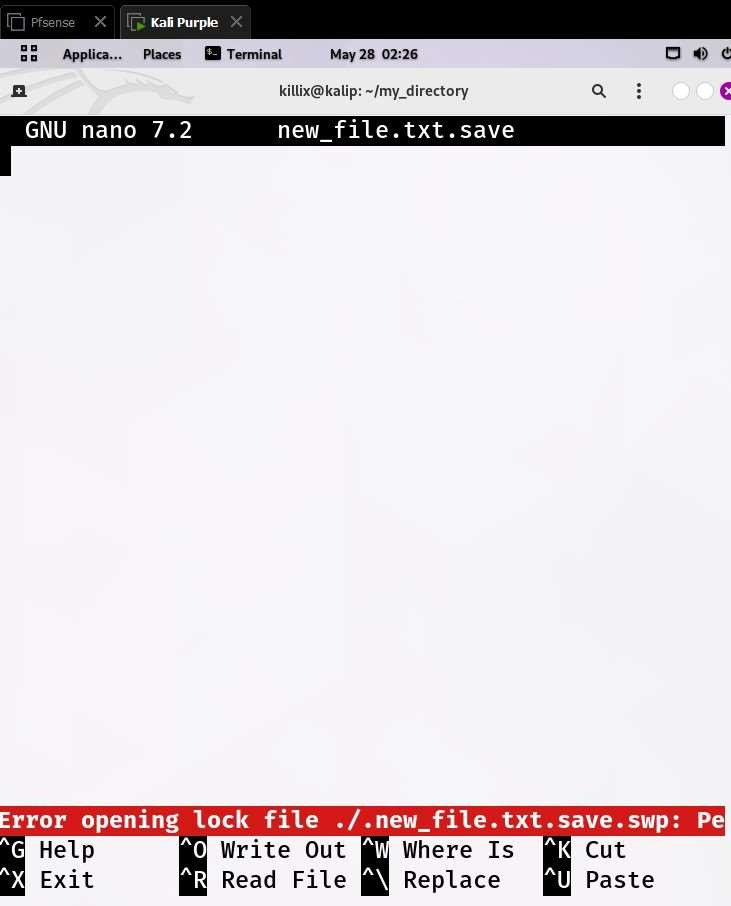 Pfsense Kali Purple
Applica... Places Terminal May 28 02:26
killix@kalip: ~/my_directory
GNU nano 7.2 new_file.txt.save
Error opening lock file ./.new_file.txt.save.swp: Pe
^G Help ^O Write Out ^W Where Is ^K Cut
^X Exit ^R Read File ^\ Replace ^U Paste